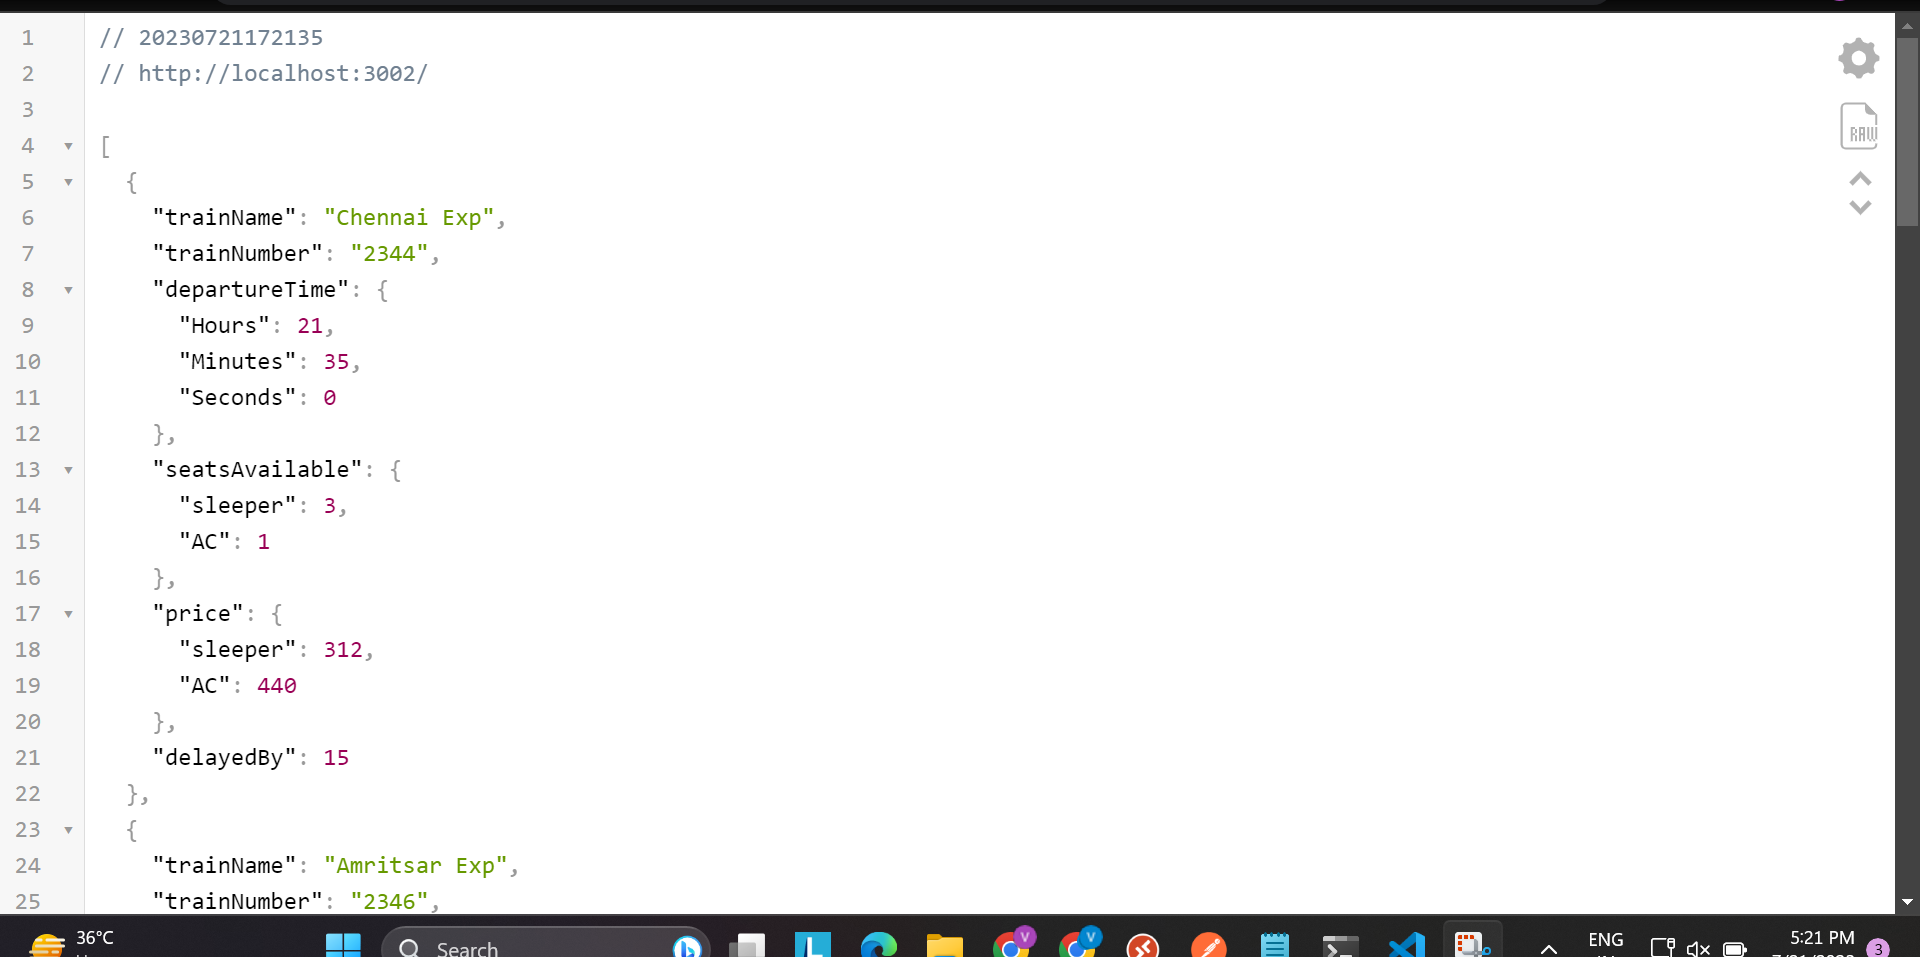 1 // 20230721172135
2 // http://localhost:3002/
3
4 [
5 {
6 "trainName": "Chennai Exp",
7 "trainNumber": "2344",
8 "departureTime": {
9 "Hours": 21,
10 "Minutes": 35,
11 "Seconds": 0
12 },
13 "seatsAvailable": {
14 "sleeper": 3,
15 "AC": 1
16 },
17 "price": {
18 "sleeper": 312,
19 "AC": 440
20 },
21 "delayedBy": 15
22 },
23 {
24 "trainName": "Amritsar Exp",
25 "trainNumber": "2346",
RAW
36°C
Search
V
V
ENG
5:21 PM
3